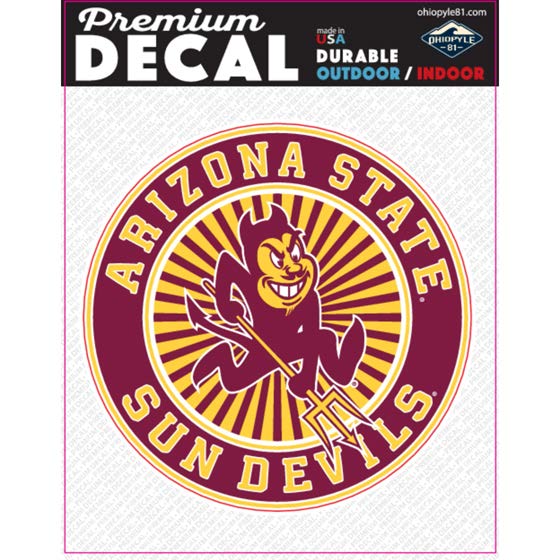 Premium
DECAL
made in
USA
DURABLE
OUTDOOR / INDOOR
ohiopyle81.com
OHIOPYLE
81
ARIZONA STATE®
SUN DEVILS®